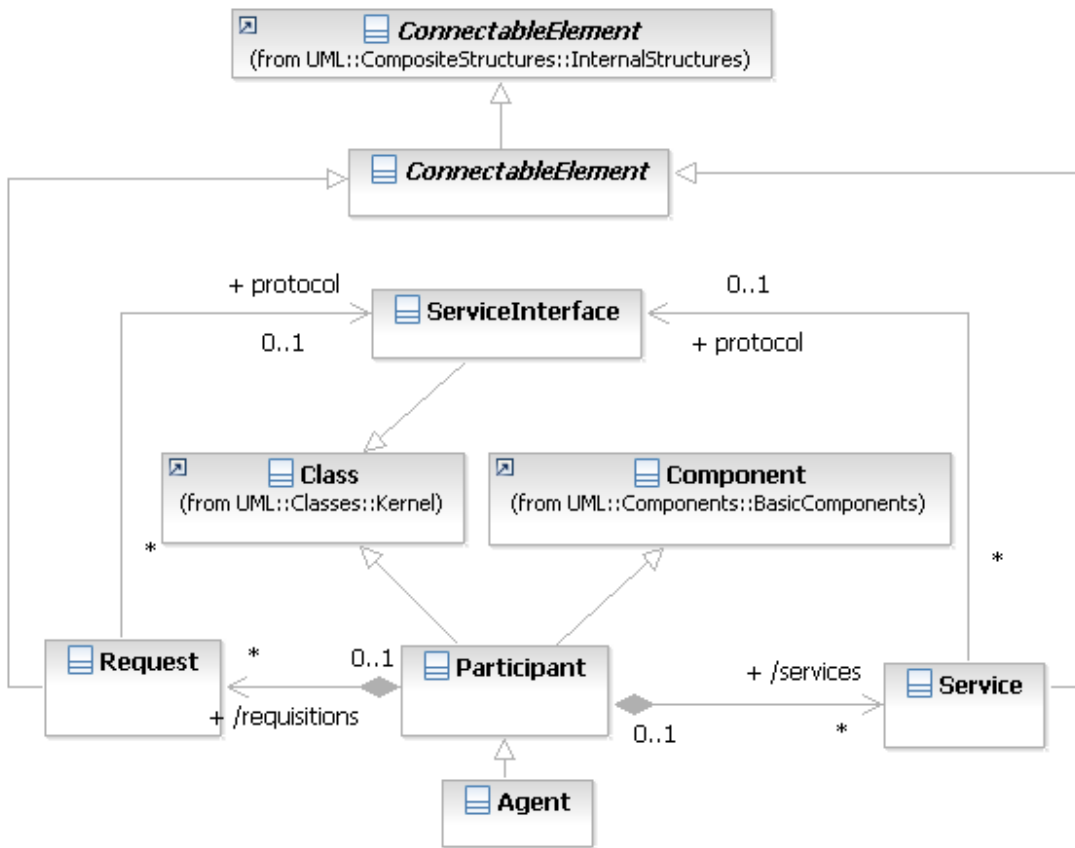 ConnectableElement
(from UML::CompositeStructures::InternalStructures)
ConnectableElement
+ protocol
0..1
ServiceInterface
0..1
+ protocol
Class
(from UML::Classes::Kernel)
Component
(from UML::Components::BasicComponents)
*
*
Request
*
+ /requisitions
0..1
Participant
+ /services
0..1
*
Service
Agent